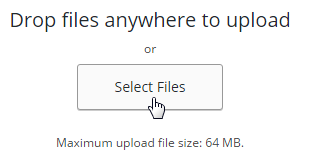 Drop files anywhere to upload
or
Select Files
Maximum upload file size: 64 MB.